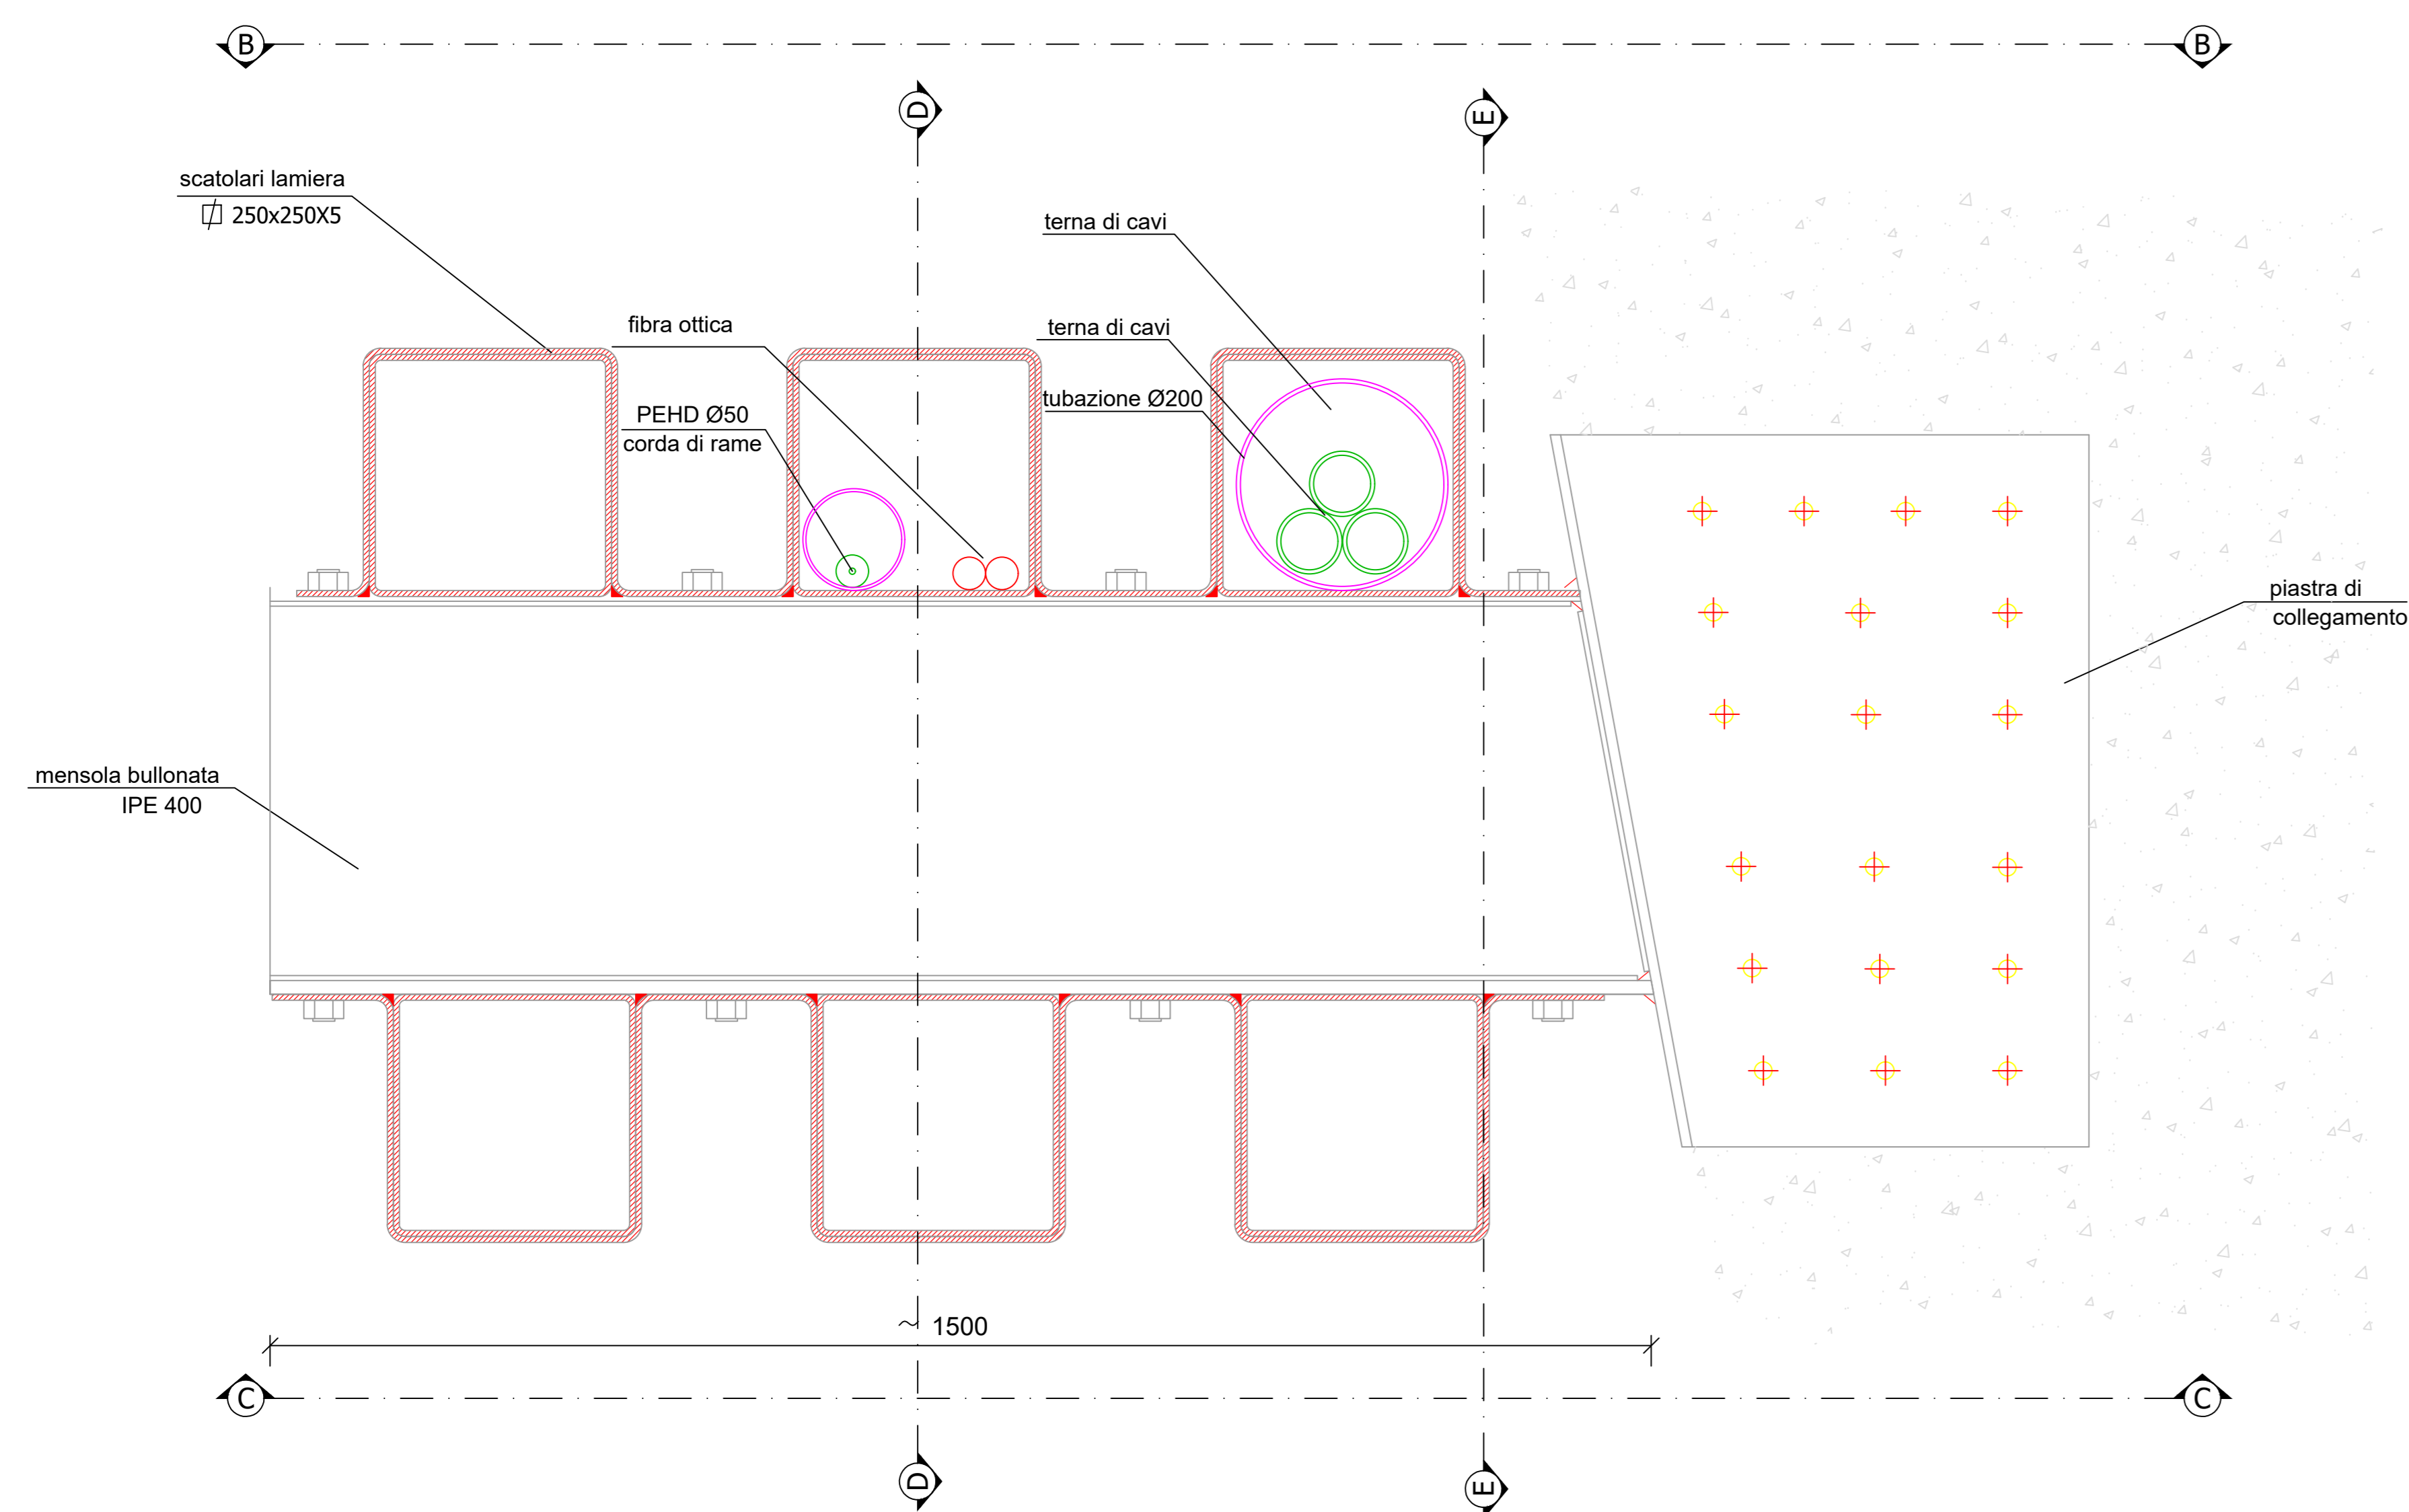 B
B
D
E
scatolari lamiera
250x250X5
terna di cavi
fibra ottica
terna di cavi
tubazione Ø200
PEHD Ø50
corda di rame
piastra di
collegamento
mensola bullonata
IPE 400
~ 1500
C
C
D
E